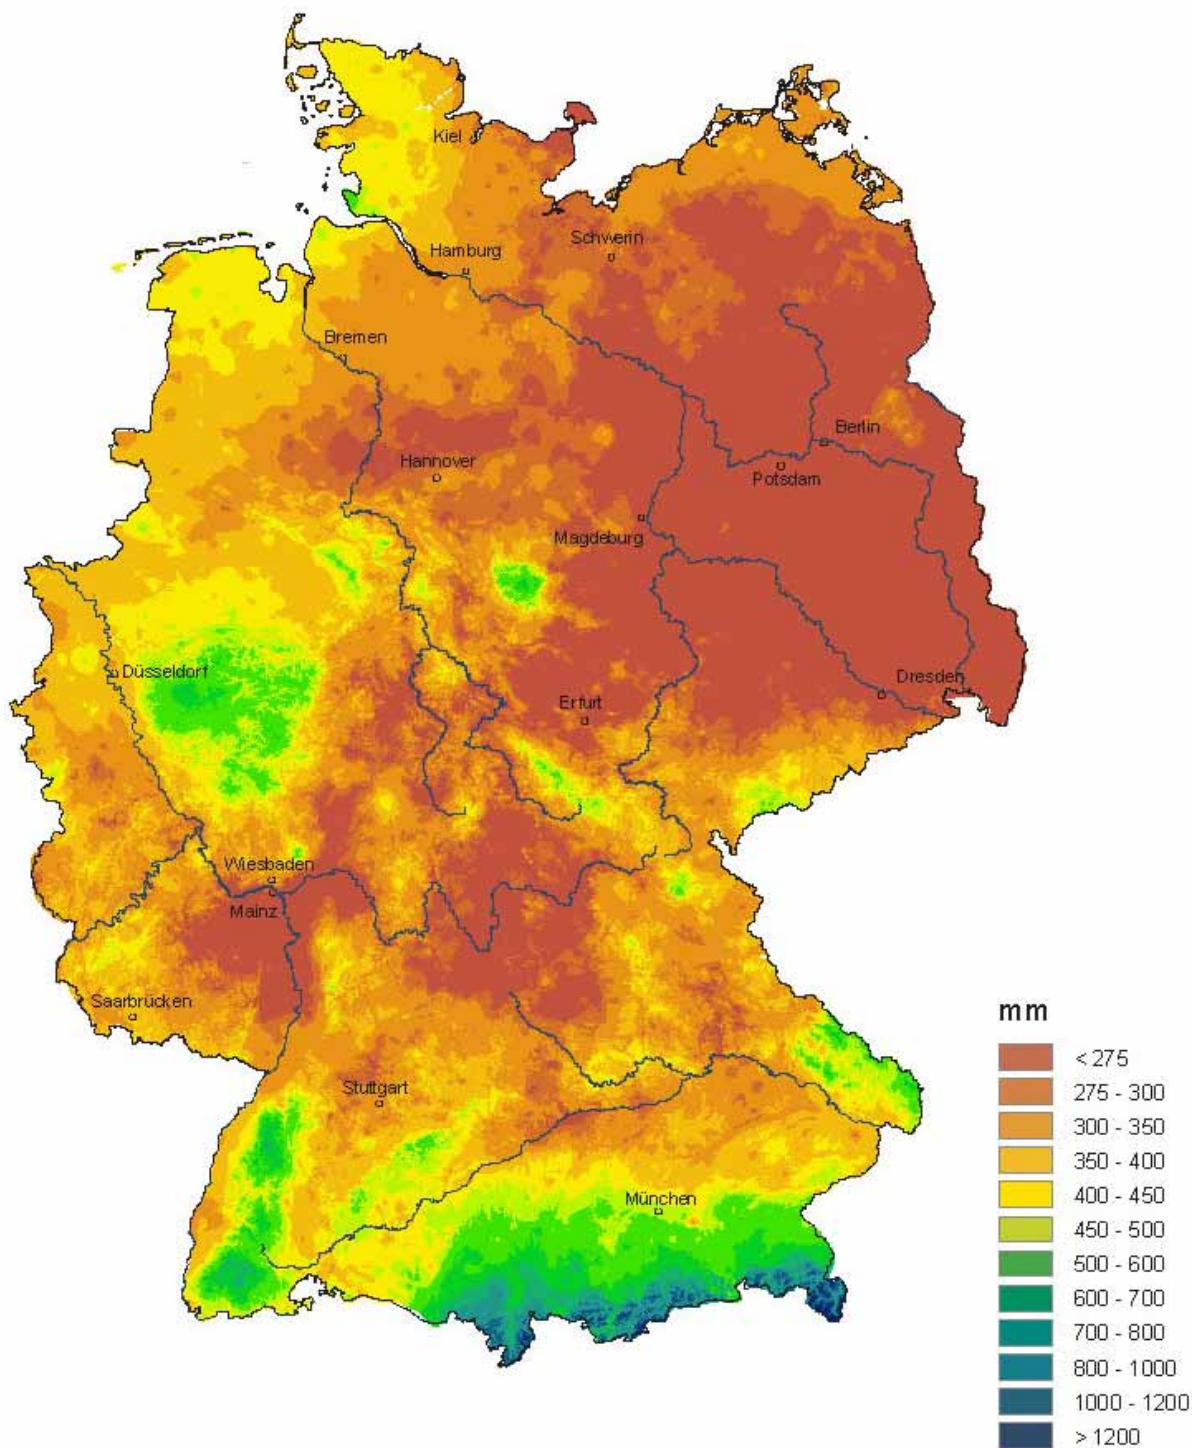 Kiel
Schwerin
Hamburg
Bremen
Berlin
Hannover
Potsdam
Magdeburg
Düsseldorf
Dresden
Erfurt
Wiesbaden
Mainz
Saarbrücken
Stuttgart
München
mm
< 275
275 - 300
300 - 350
350 - 400
400 - 450
450 - 500
500 - 600
600 - 700
700 - 800
800 - 1000
1000 - 1200
> 1200